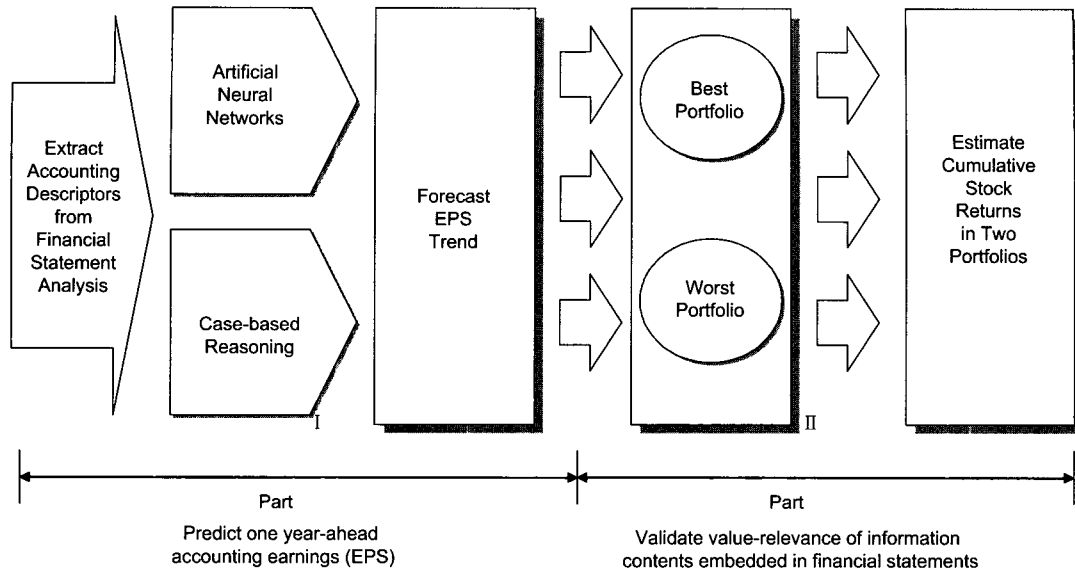 Extract
Accounting
Descriptors
from
Financial
Statement
Analysis
Artificial
Neural
Networks
Case-based
Reasoning
Forecast
EPS
Trend
Best
Portfolio
Worst
Portfolio
Estimate
Cumulative
Stock
Returns
in Two
Portfolios
I
II
Part
Predict one year-ahead
accounting earnings (EPS)
Part
Validate value-relevance of information
contents embedded in financial statements